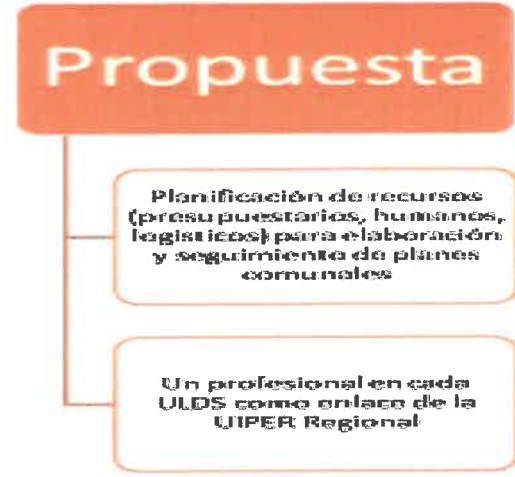 Propuesta
Planificación de recursos
(presupuestarios, humanos,
logísticos) para elaboración
y seguimiento de planes
comunales
Un profesional en cada
ULDS como enlace de la
UIPER Regional